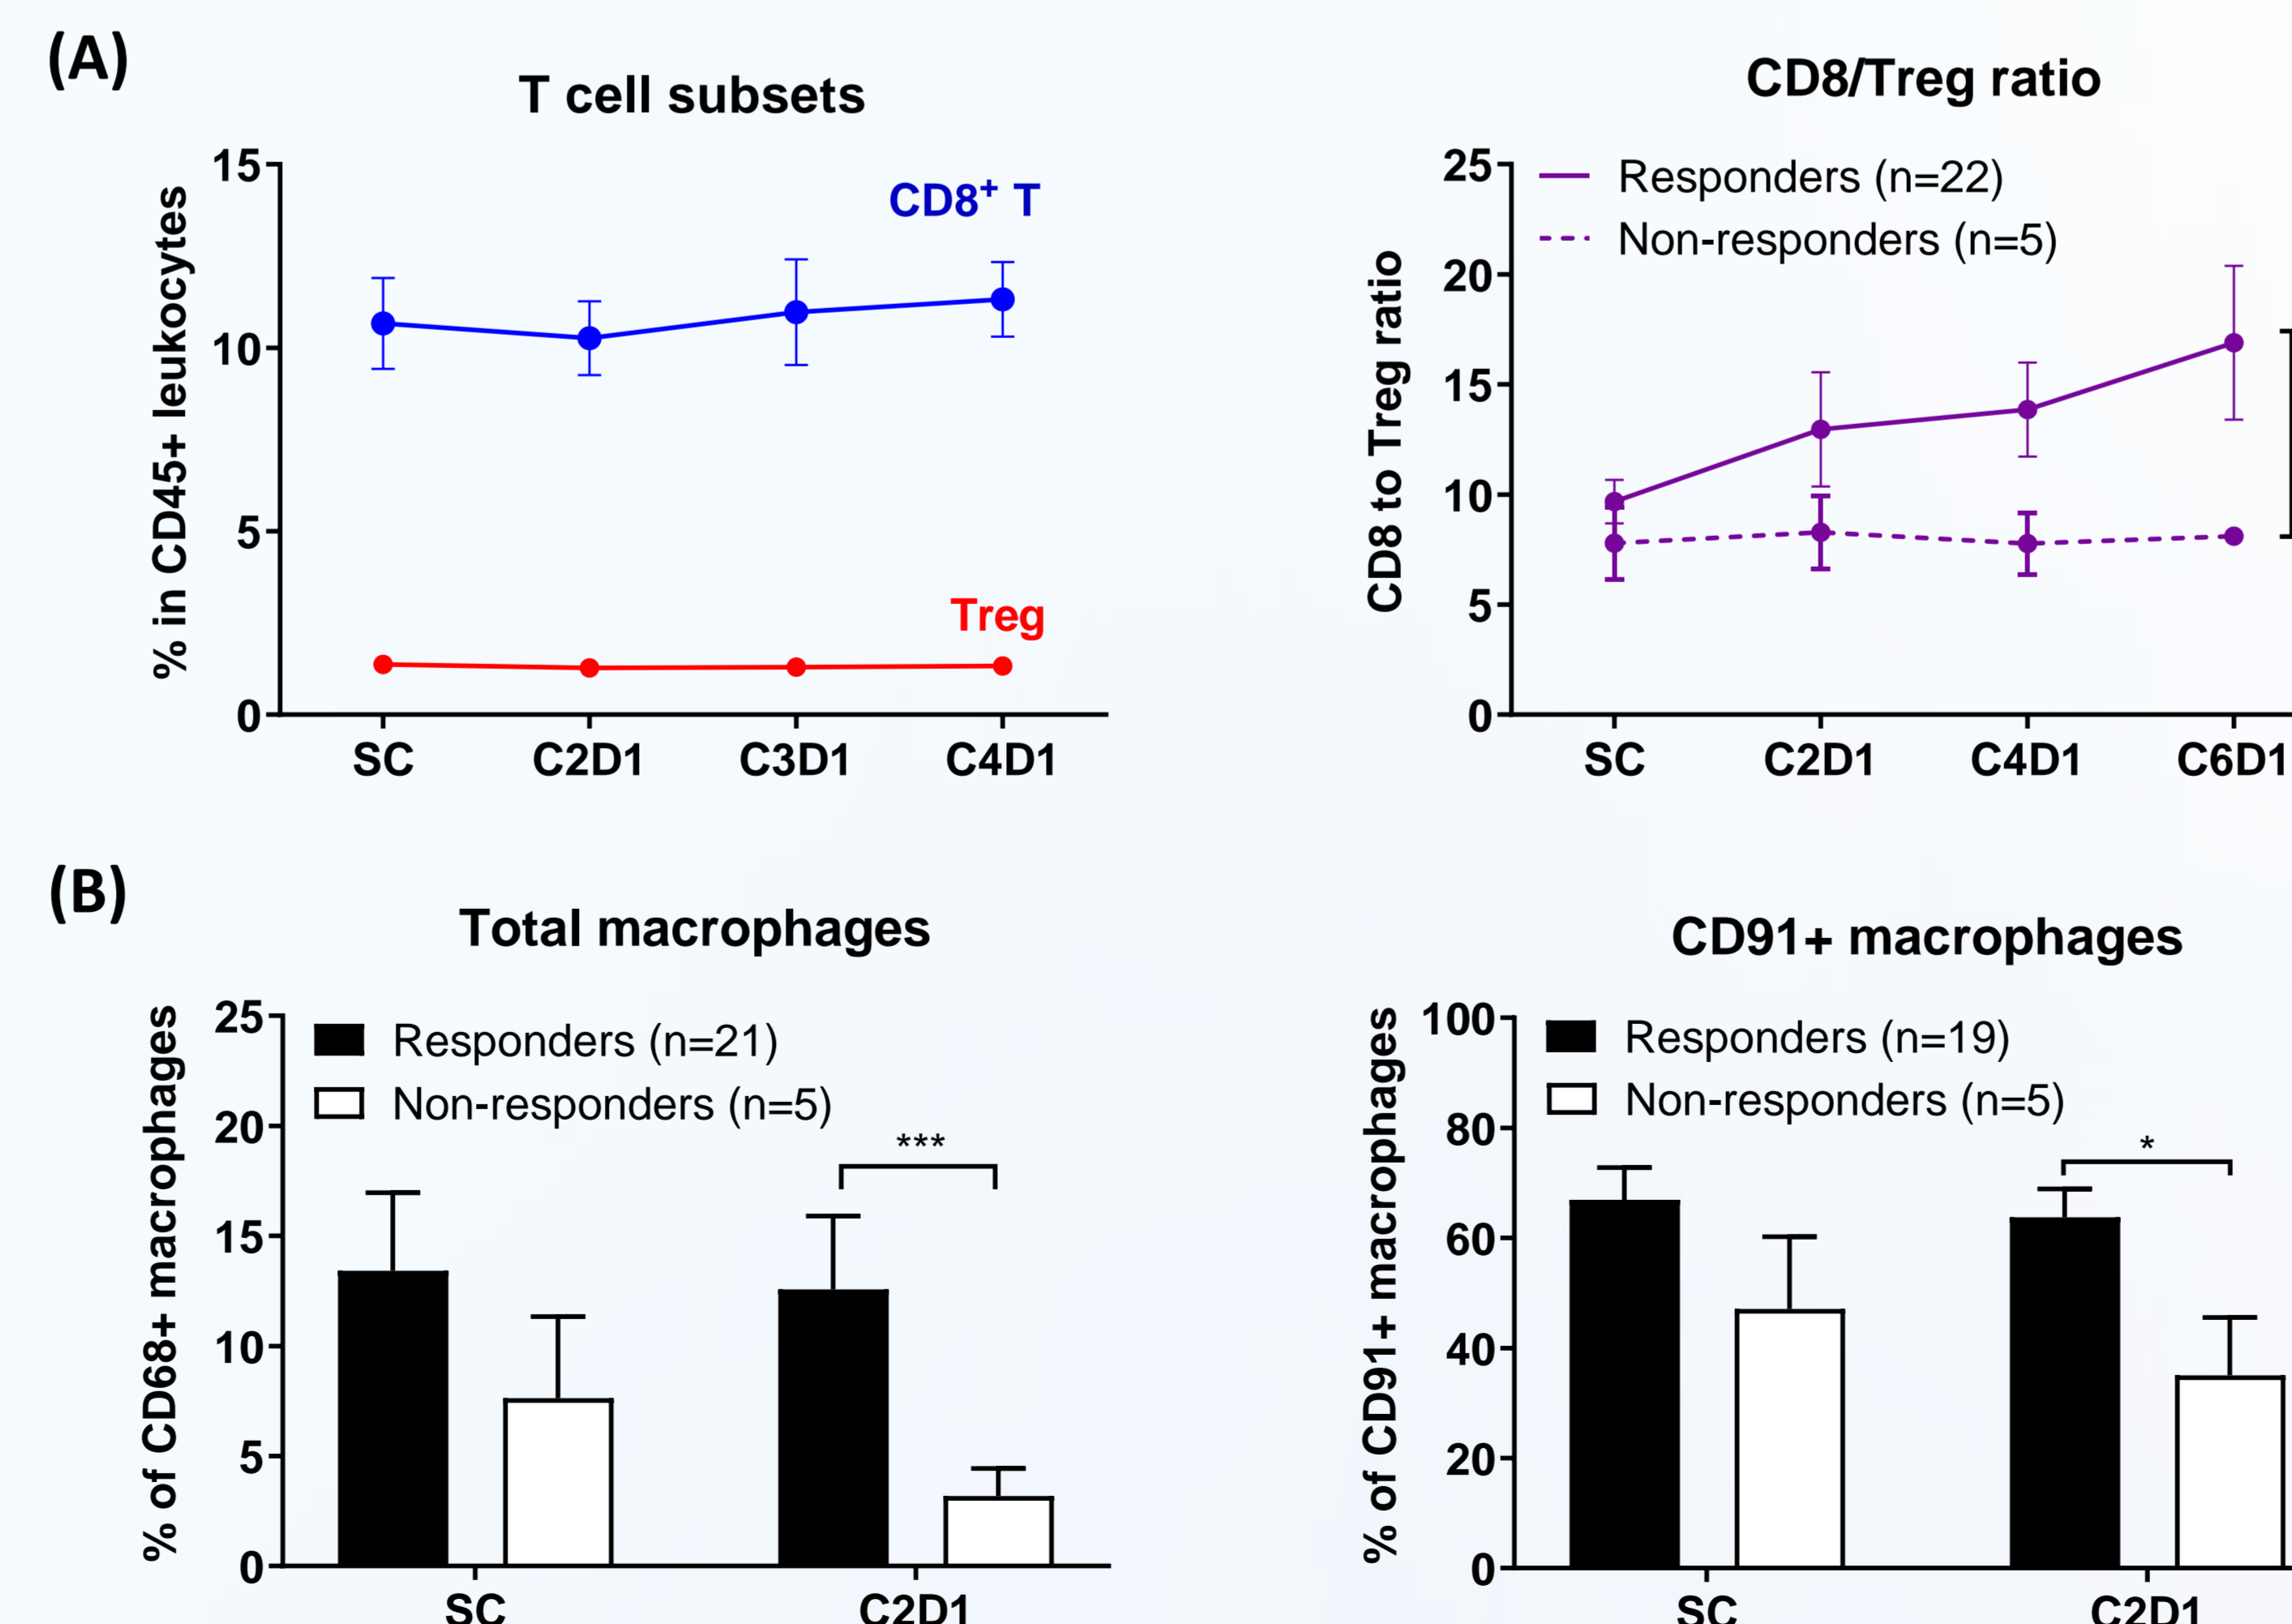 (A)
T cell subsets
% in CD45+ leukocytes
15
10
5
0
CD8⁺ T
Treg
SC C2D1 C3D1 C4D1
CD8/Treg ratio
CD8 to Treg ratio
25
20
15
10
5
0
Responders (n=22)
Non-responders (n=5)
SC C2D1 C4D1 C6D1
(B)
Total macrophages
% of CD68+ macrophages
25
20
15
10
5
0
Responders (n=21)
Non-responders (n=5)
***
SC C2D1
CD91+ macrophages
% of CD91+ macrophages
100
80
60
40
20
0
Responders (n=19)
Non-responders (n=5)
*
SC C2D1